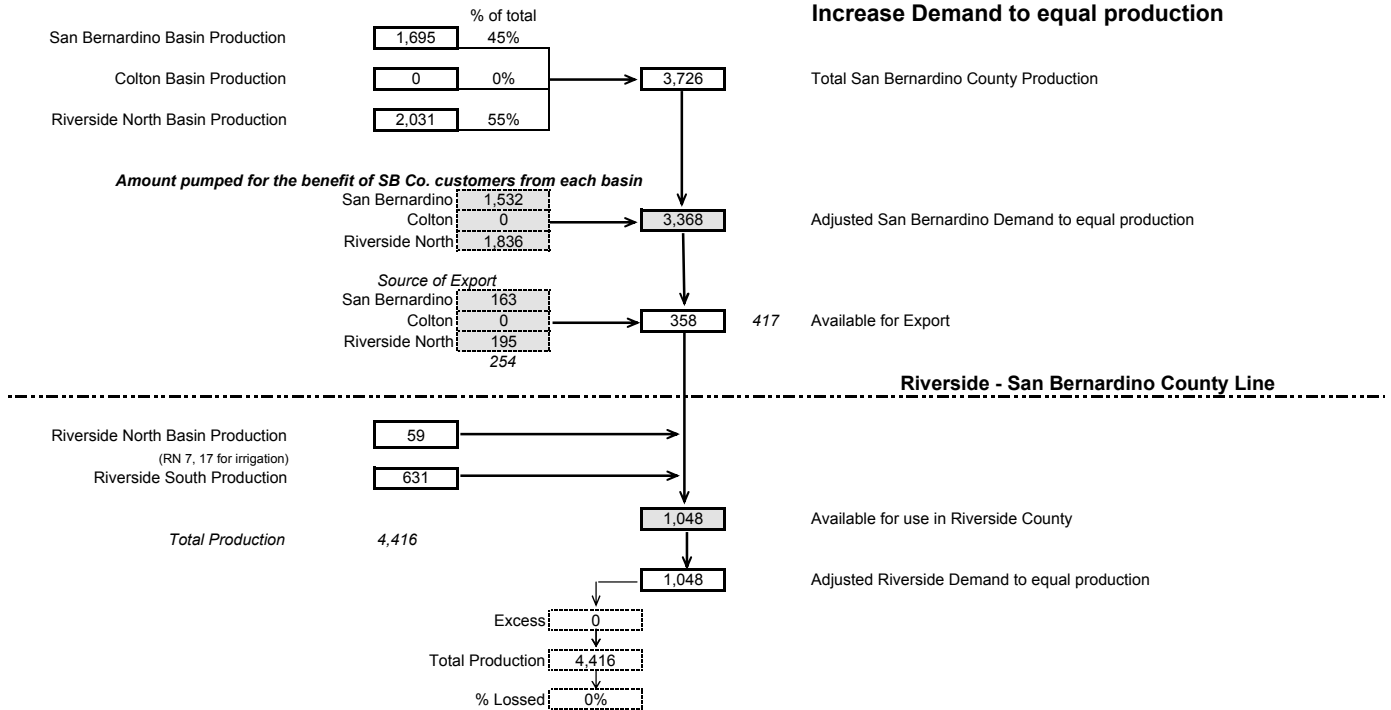 % of total
Increase Demand to equal production
San Bernardino Basin Production 1,695 45%
Colton Basin Production 0 0% 3,726 Total San Bernardino County Production
Riverside North Basin Production 2,031 55%
Amount pumped for the benefit of SB Co. customers from each basin
San Bernardino 1,532
Colton 0 3,368 Adjusted San Bernardino Demand to equal production
Riverside North 1,836
Source of Export
San Bernardino 163
Colton 0 358 417 Available for Export
Riverside North 195
254
Riverside - San Bernardino County Line
Riverside North Basin Production 59
(RN 7, 17 for irrigation)
Riverside South Production 631
1,048 Available for use in Riverside County
Total Production 4,416
1,048 Adjusted Riverside Demand to equal production
Excess 0
Total Production 4,416
% Lossed 0%